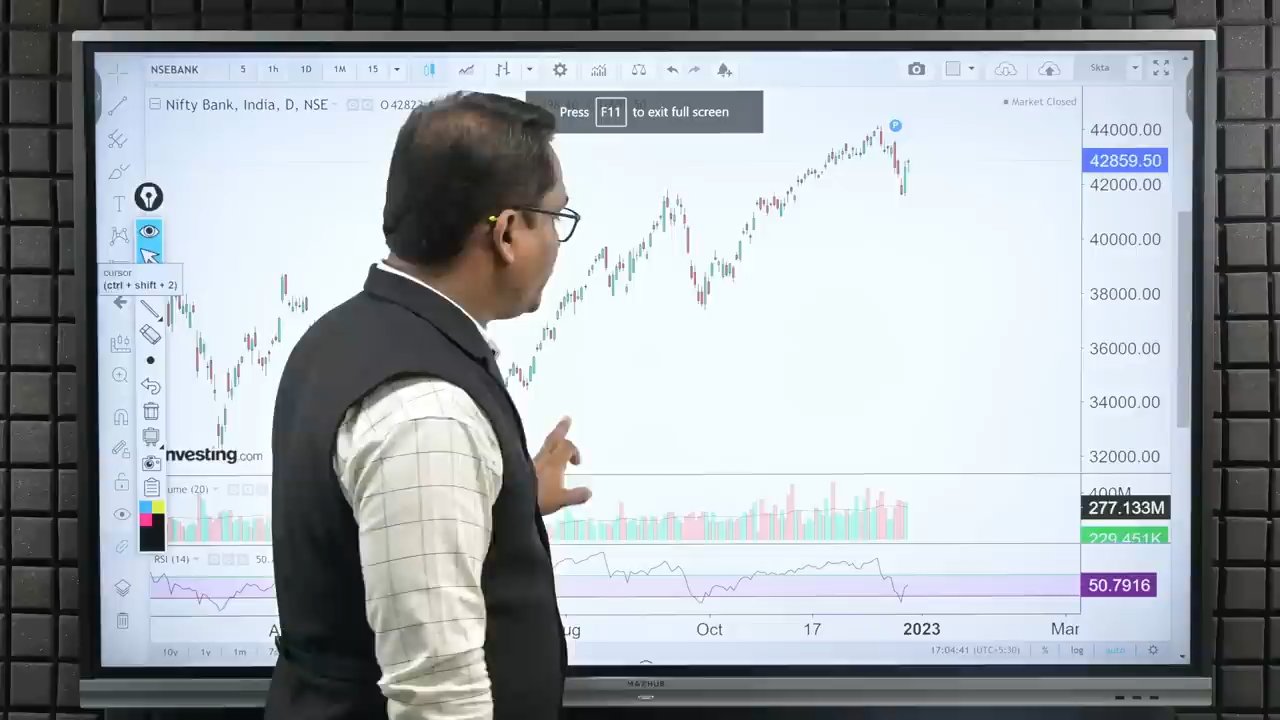 NSEBANK 5 1h 1D 1M 15 5kta
Nifty Bank, India, D, NSE
Press F11 to exit full screen
Market Closed
44000.00
42859.50
42000.00
40000.00
38000.00
36000.00
34000.00
32000.00
cursor
(ctrl + shift + 2)
nvesting.com
ume (20)
400M
277.133M
229.451K
RSI (14) 50.
50.7916
ug Oct 17 2023 Mar
10y 1y 1m 17:04:41 (UTC+5:30) % log auto
MAXHUB